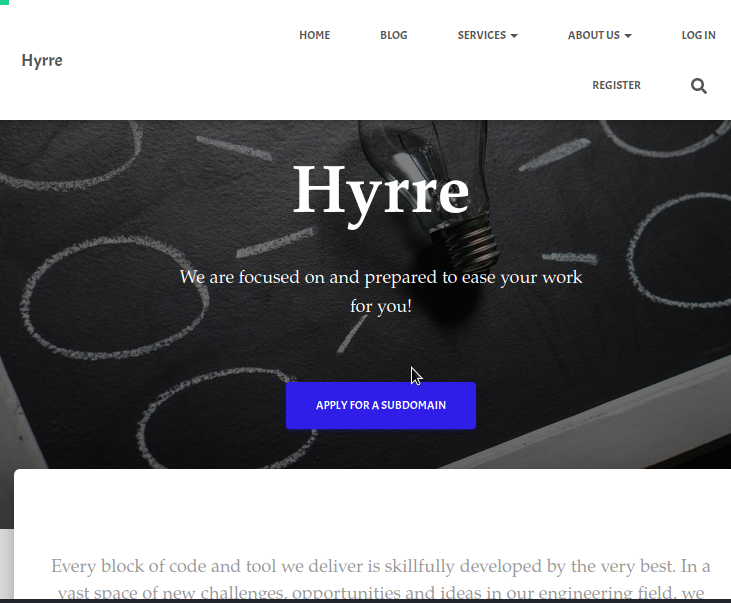 HOME BLOG SERVICES ABOUT US LOG IN
Hyrre
REGISTER
Hyrre
We are focused on and prepared to ease your work
for you!
APPLY FOR A SUBDOMAIN
Every block of code and tool we deliver is skillfully developed by the very best. In a
vast space of new challenges, opportunities and ideas in our engineering field, we